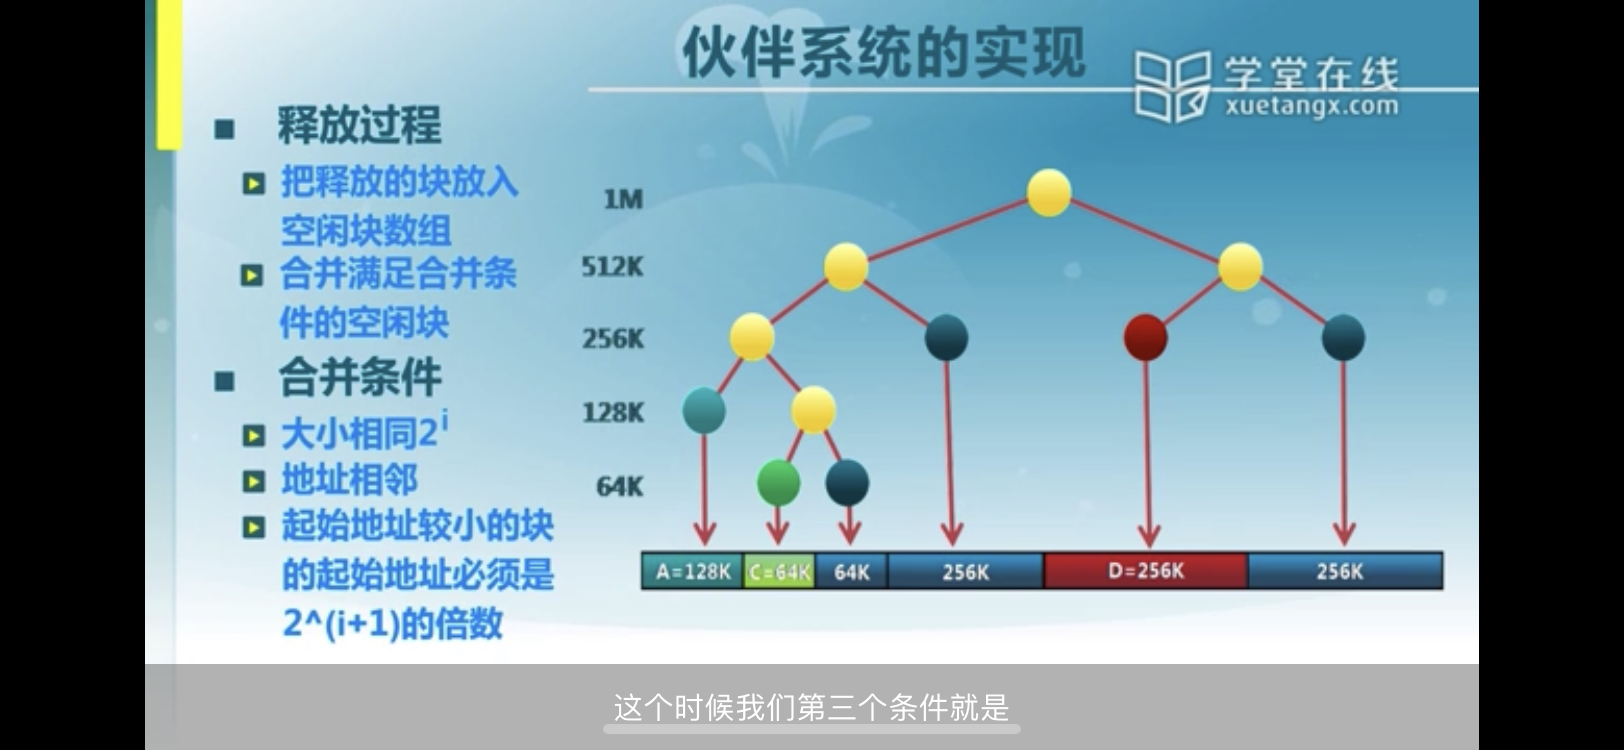 伙伴系统的实现
学堂在线
xuetangx.com
释放过程
把释放的块放入
空闲块数组
合并满足合并条
件的空闲块
合并条件
大小相同2^i
地址相邻
起始地址较小的块
的起始地址必须是
2^(i+1)的倍数
1M
512K
256K
128K
64K
A=128K C=64K 64K 256K D=256K 256K
这个时候我们第三个条件就是